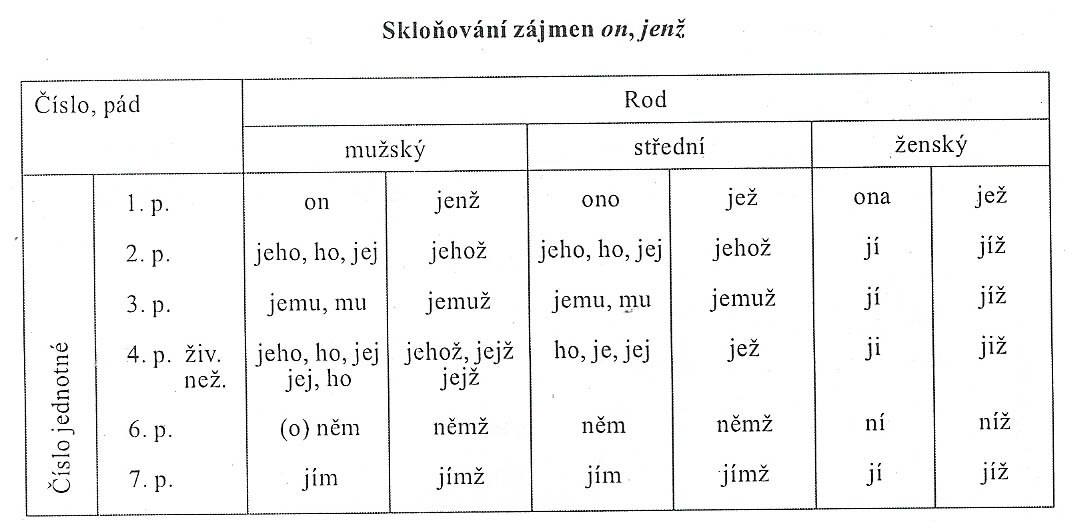 Skloňování zájmen on, jenž
Číslo, pád
Rod
mužský střední ženský
Číslo jednotné
1. p. on jenž ono jež ona jež
2. p. jeho, ho, jej jehož jeho, ho, jej jehož jí jíž
3. p. jemu, mu jemuž jemu, mu jemuž jí jíž
4. p. živ. jeho, ho, jej jehož, jejž ho, je, jej jež ji již
než. jej, ho jejž
6. p. (o) něm němž něm němž ní níž
7. p. jím jímž jím jímž jí jíž